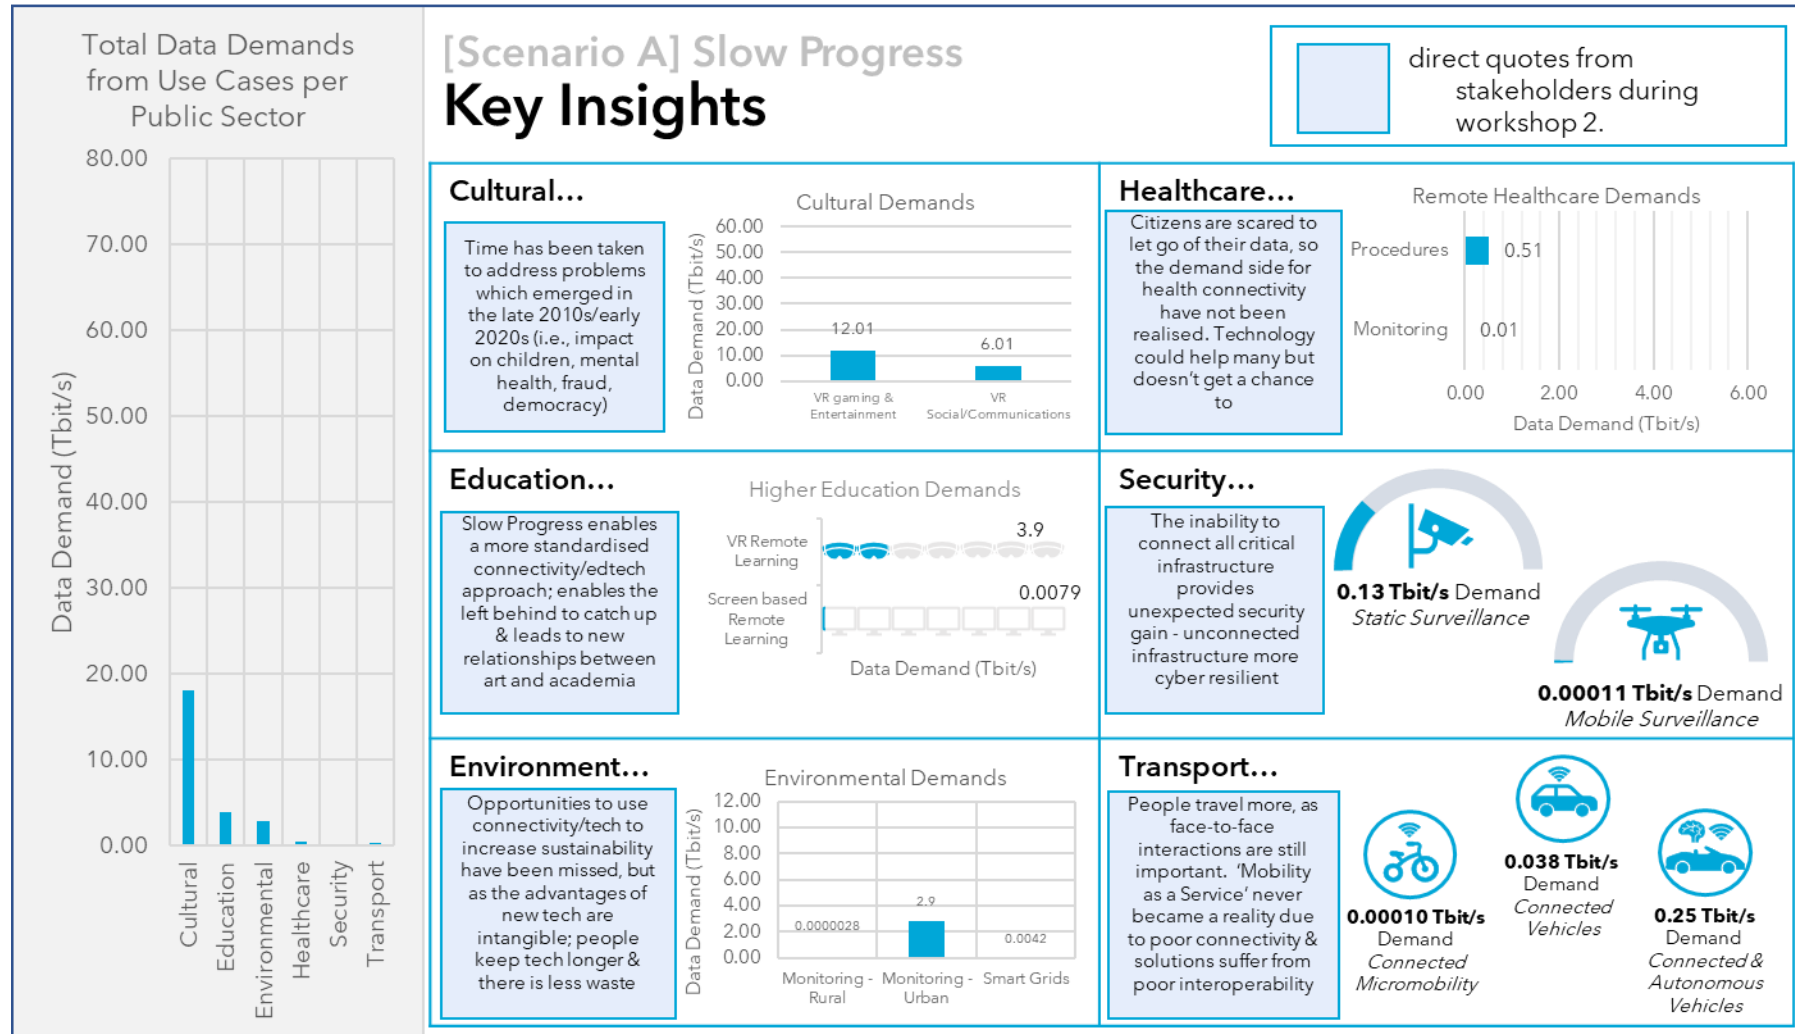 Total Data Demands
from Use Cases per
Public Sector
Data Demand (Tbit/s)
80.00
70.00
60.00
50.00
40.00
30.00
20.00
10.00
0.00
Cultural
Education
Environmental
Healthcare
Security
Transport
[Scenario A] Slow Progress
Key Insights
direct quotes from
stakeholders during
workshop 2.
Cultural...
Time has been taken
to address problems
which emerged in
the late 2010s/early
2020s (i.e., impact
on children, mental
health, fraud,
democracy)
Cultural Demands
Data Demand (Tbit/s)
60.00
50.00
40.00
30.00
20.00
10.00
0.00
12.01
6.01
VR gaming &
Entertainment
VR
Social/Communications
Healthcare...
Citizens are scared to
let go of their data, so
the demand side for
health connectivity
have not been
realised. Technology
could help many but
doesn't get a chance
to
Remote Healthcare Demands
Procedures
0.51
Monitoring
0.01
0.00 2.00 4.00 6.00
Data Demand (Tbit/s)
Education...
Slow Progress enables
a more standardised
connectivity/edtech
approach; enables the
left behind to catch up
& leads to new
relationships between
art and academia
Higher Education Demands
VR Remote
Learning
3.9
Screen based
Remote
Learning
0.0079
Data Demand (Tbit/s)
Security...
The inability to
connect all critical
infrastructure
provides
unexpected security
gain - unconnected
infrastructure more
cyber resilient
0.13 Tbit/s Demand
Static Surveillance
0.00011 Tbit/s Demand
Mobile Surveillance
Environment...
Opportunities to use
connectivity/tech to
increase sustainability
have been missed, but
as the advantages of
new tech are
intangible; people
keep tech longer &
there is less waste
Environmental Demands
Data Demand (Tbit/s)
12.00
10.00
8.00
6.00
4.00
2.00
0.00
0.0000028
2.9
0.0042
Monitoring -
Rural
Monitoring -
Urban
Smart Grids
Transport...
People travel more, as
face-to-face
interactions are still
important. 'Mobility
as a Service' never
became a reality due
to poor connectivity &
solutions suffer from
poor interoperability
0.00010 Tbit/s
Demand
Connected
Micromobility
0.038 Tbit/s
Demand
Connected
Vehicles
0.25 Tbit/s
Demand
Connected &
Autonomous
Vehicles